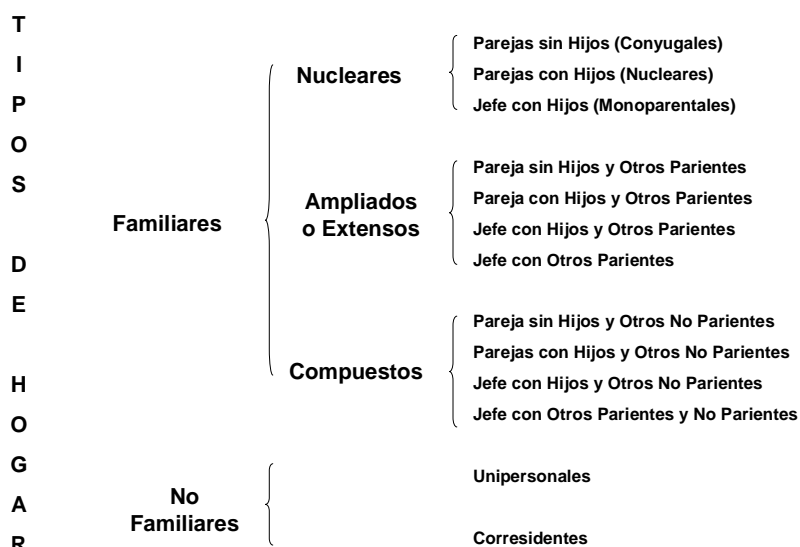 TIPOS DE HOGAR
Familiares
Nucleares
Parejas sin Hijos (Conyugales)
Parejas con Hijos (Nucleares)
Jefe con Hijos (Monoparentales)
Ampliados
o Extensos
Pareja sin Hijos y Otros Parientes
Pareja con Hijos y Otros Parientes
Jefe con Hijos y Otros Parientes
Jefe con Otros Parientes
Compuestos
Pareja sin Hijos y Otros No Parientes
Parejas con Hijos y Otros No Parientes
Jefe con Hijos y Otros No Parientes
Jefe con Otros Parientes y No Parientes
No
Familiares
Unipersonales
Corresidentes